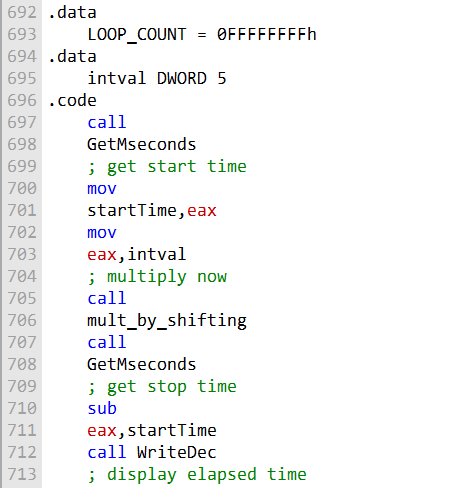 692 .data
693 LOOP_COUNT = 0FFFFFFFFh
694 .data
695 intval DWORD 5
696 .code
697 call
698 GetMseconds
699 ; get start time
700 mov
701 startTime,eax
702 mov
703 eax,intval
704 ; multiply now
705 call
706 mult_by_shifting
707 call
708 GetMseconds
709 ; get stop time
710 sub
711 eax,startTime
712 call WriteDec
713 ; display elapsed time